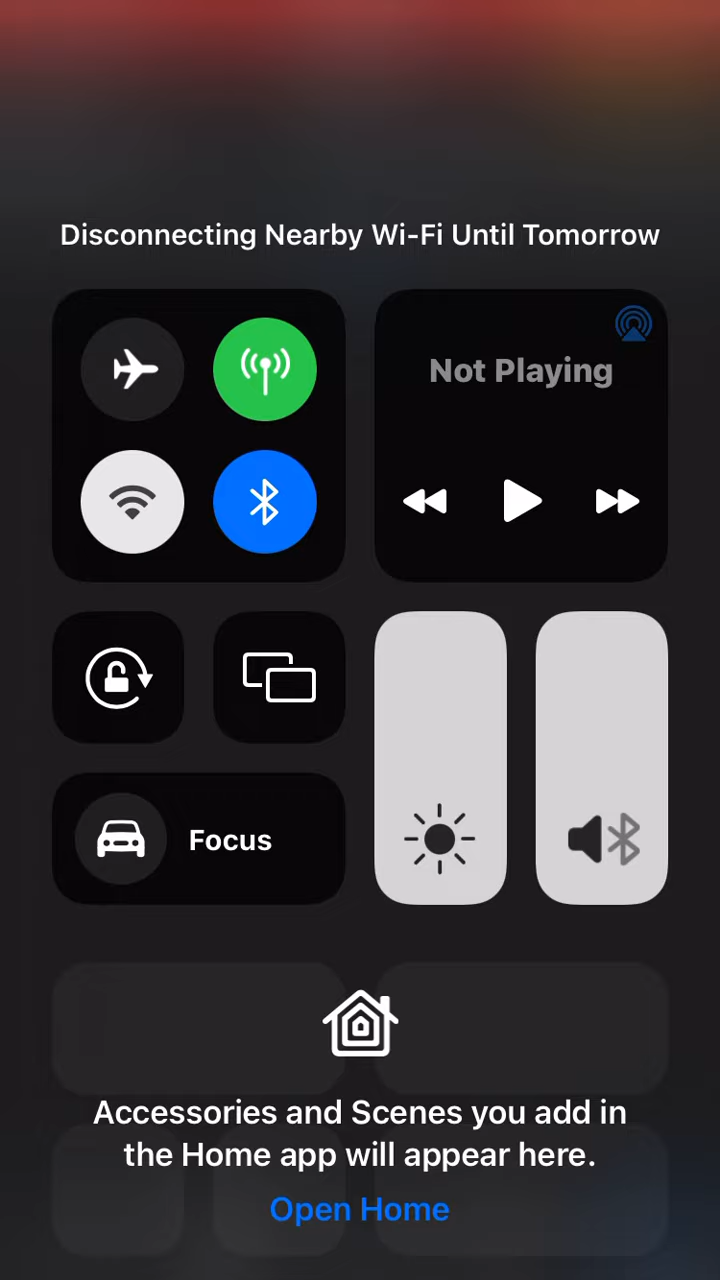 Disconnecting Nearby Wi-Fi Until Tomorrow
Not Playing
Focus
Accessories and Scenes you add in
the Home app will appear here.
Open Home